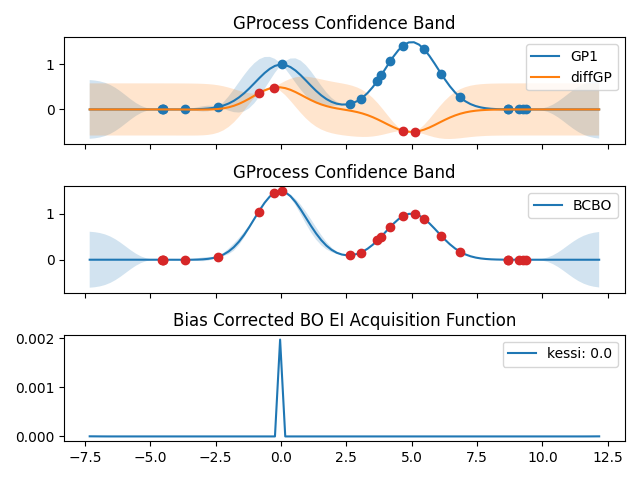 GProcess Confidence Band
GP1
diffGP
1
0
GProcess Confidence Band
BCBO
1
0
Bias Corrected BO EI Acquisition Function
kessi: 0.0
0.002
0.001
0.000
−7.5 −5.0 −2.5 0.0 2.5 5.0 7.5 10.0 12.5